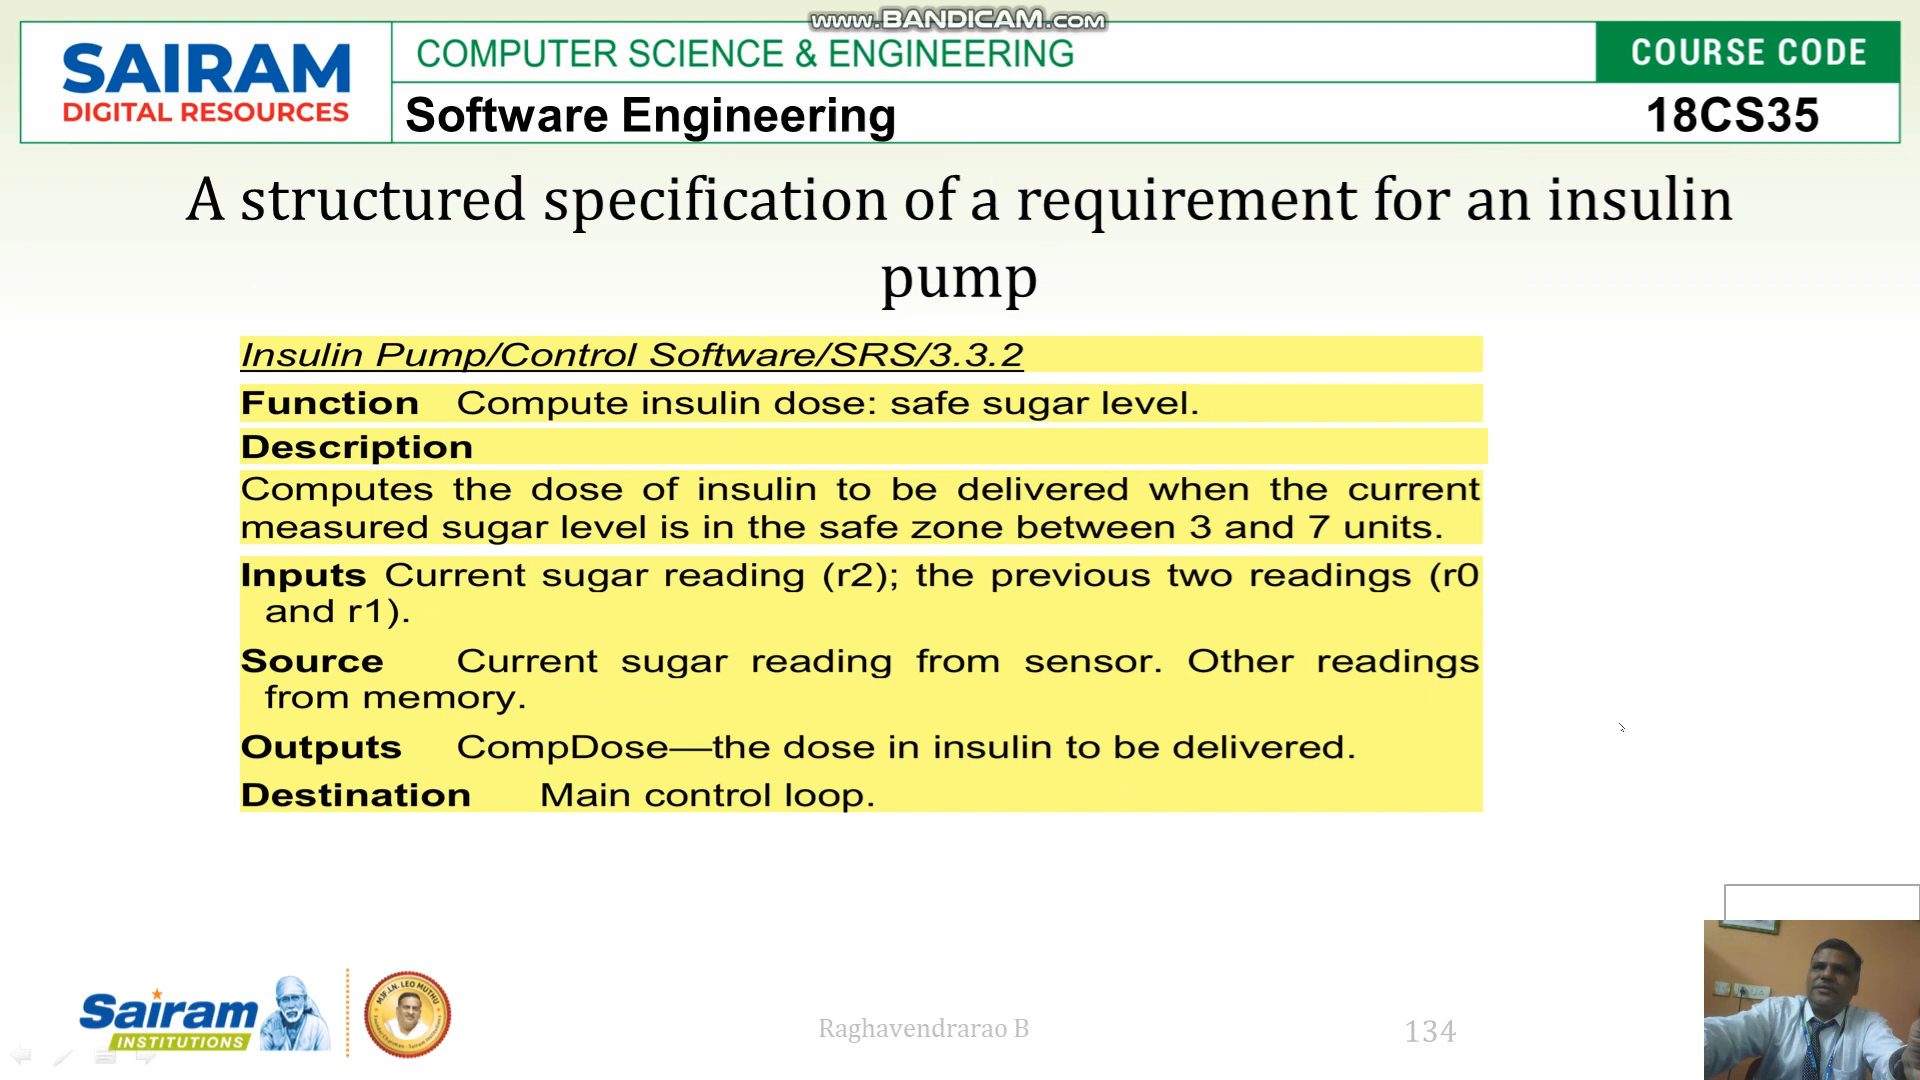 www.BANDICAM.com
SAIRAM
DIGITAL RESOURCES
COMPUTER SCIENCE & ENGINEERING
COURSE CODE
Software Engineering
18CS35
A structured specification of a requirement for an insulin
pump
Insulin Pump/Control Software/SRS/3.3.2
Function Compute insulin dose: safe sugar level.
Description
Computes the dose of insulin to be delivered when the current
measured sugar level is in the safe zone between 3 and 7 units.
Inputs Current sugar reading (r2); the previous two readings (r0
and r1).
Source Current sugar reading from sensor. Other readings
from memory.
Outputs CompDose—the dose in insulin to be delivered.
Destination Main control loop.
Sairam
INSTITUTIONS
MJF.LN. LEO MUTHU
Raghavendrarao B
134